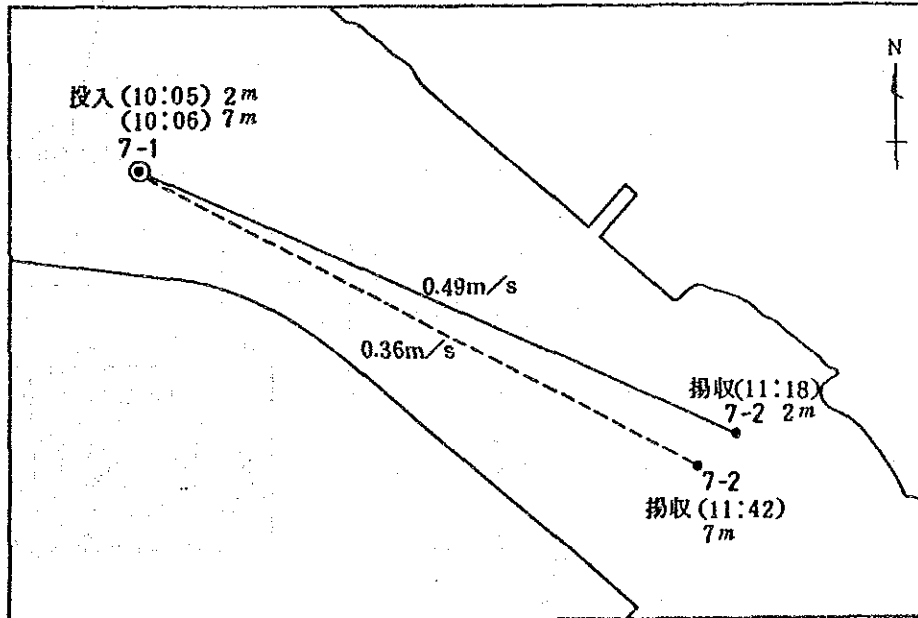 投入 (10:05) 2m
(10:06) 7m
7-1
N
0.49m/s
0.36m/s
揚収(11:18)
7-2 2m
7-2
揚収 (11:42)
7m